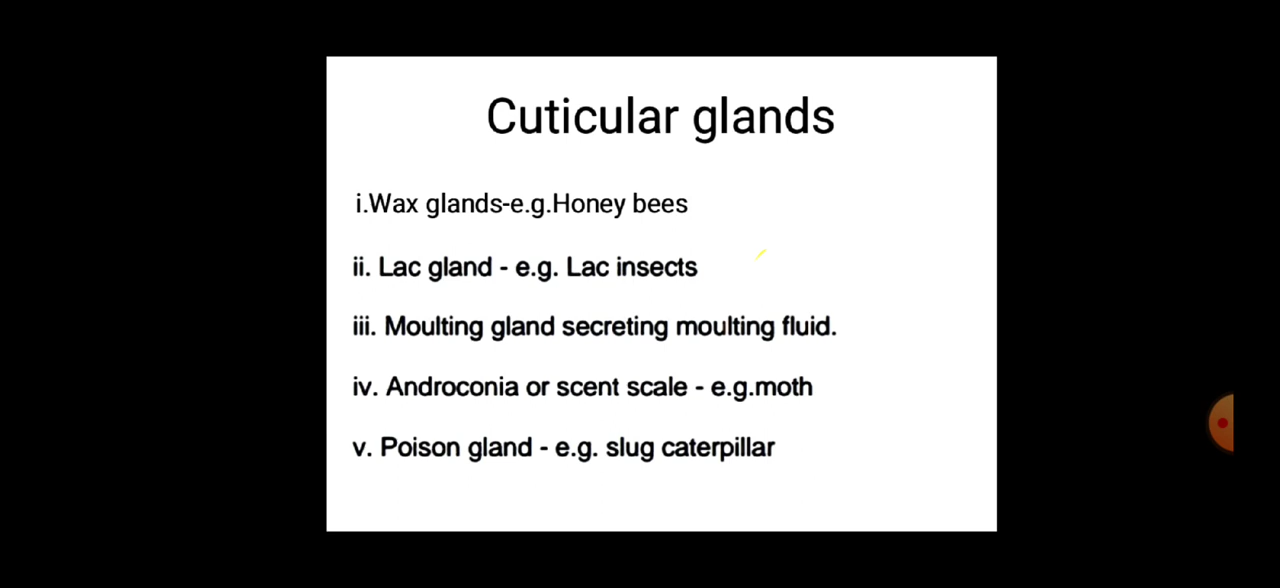 Cuticular glands
i.Wax glands-e.g.Honey bees
ii. Lac gland - e.g. Lac insects
iii. Moulting gland secreting moulting fluid.
iv. Androconia or scent scale - e.g.moth
v. Poison gland - e.g. slug caterpillar